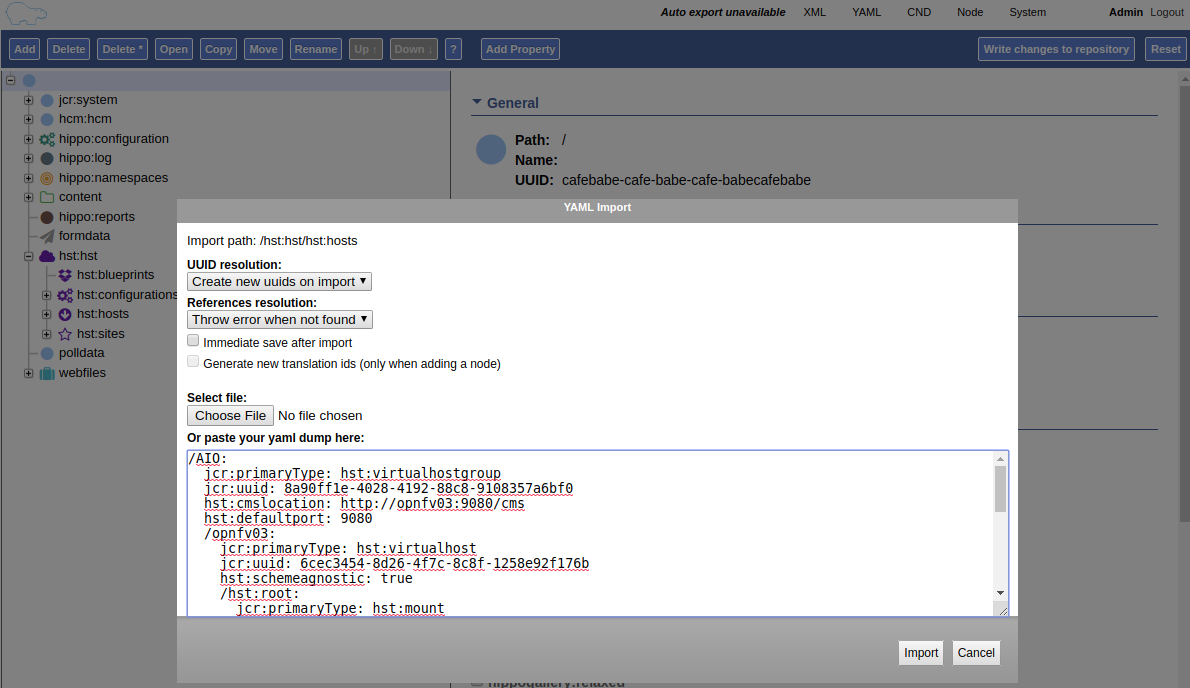 Auto export unavailable XML YAML CND Node System Admin Logout
Add Delete Delete * Open Copy Move Rename Up ↑ Down ↓ ? Add Property Write changes to repository Reset
jcr:system
hcm:hcm
hippo:configuration
hippo:log
hippo:namespaces
content
hippo:reports
formdata
hst:hst
hst:blueprints
hst:configurations
hst:hosts
hst:sites
polldata
webfiles
General
Path: /
Name:
UUID: cafebabe-cafe-babe-cafe-babecafebabe
YAML Import
Import path: /hst:hst/hst:hosts
UUID resolution:
Create new uuids on import
References resolution:
Throw error when not found
Immediate save after import
Generate new translation ids (only when adding a node)
Select file:
Choose File No file chosen
Or paste your yaml dump here:
/AIO:
jcr:primaryType: hst:virtualhostgroup
jcr:uuid: 8a90ff1e-4028-4192-88c8-9108357a6bf0
hst:cmslocation: http://opnfv03:9080/cms
hst:defaultport: 9080
/opnfv03:
jcr:primaryType: hst:virtualhost
jcr:uuid: 6cec3454-8d26-4f7c-8c8f-1258e92f176b
hst:schemeagnostic: true
/hst:root:
jcr:primaryType: hst:mount
Import Cancel
hippogallery:relaxed